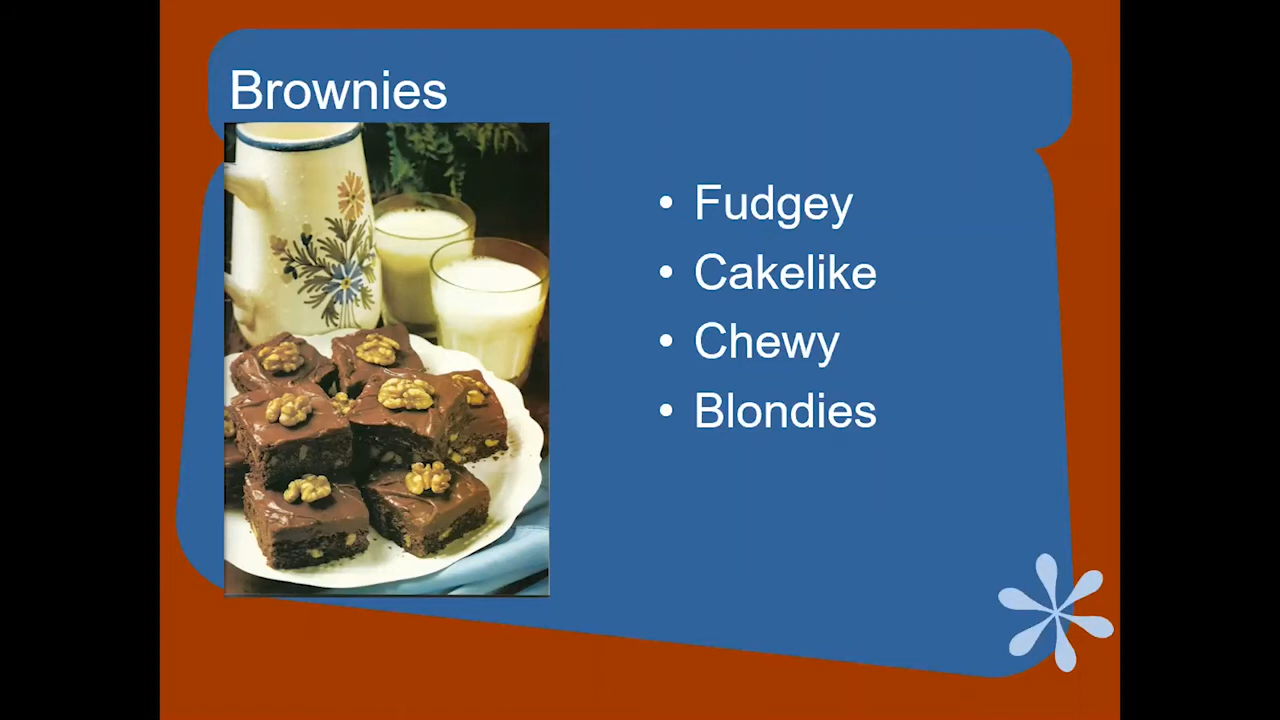 Brownies
• Fudgey
• Cakelike
• Chewy
• Blondies